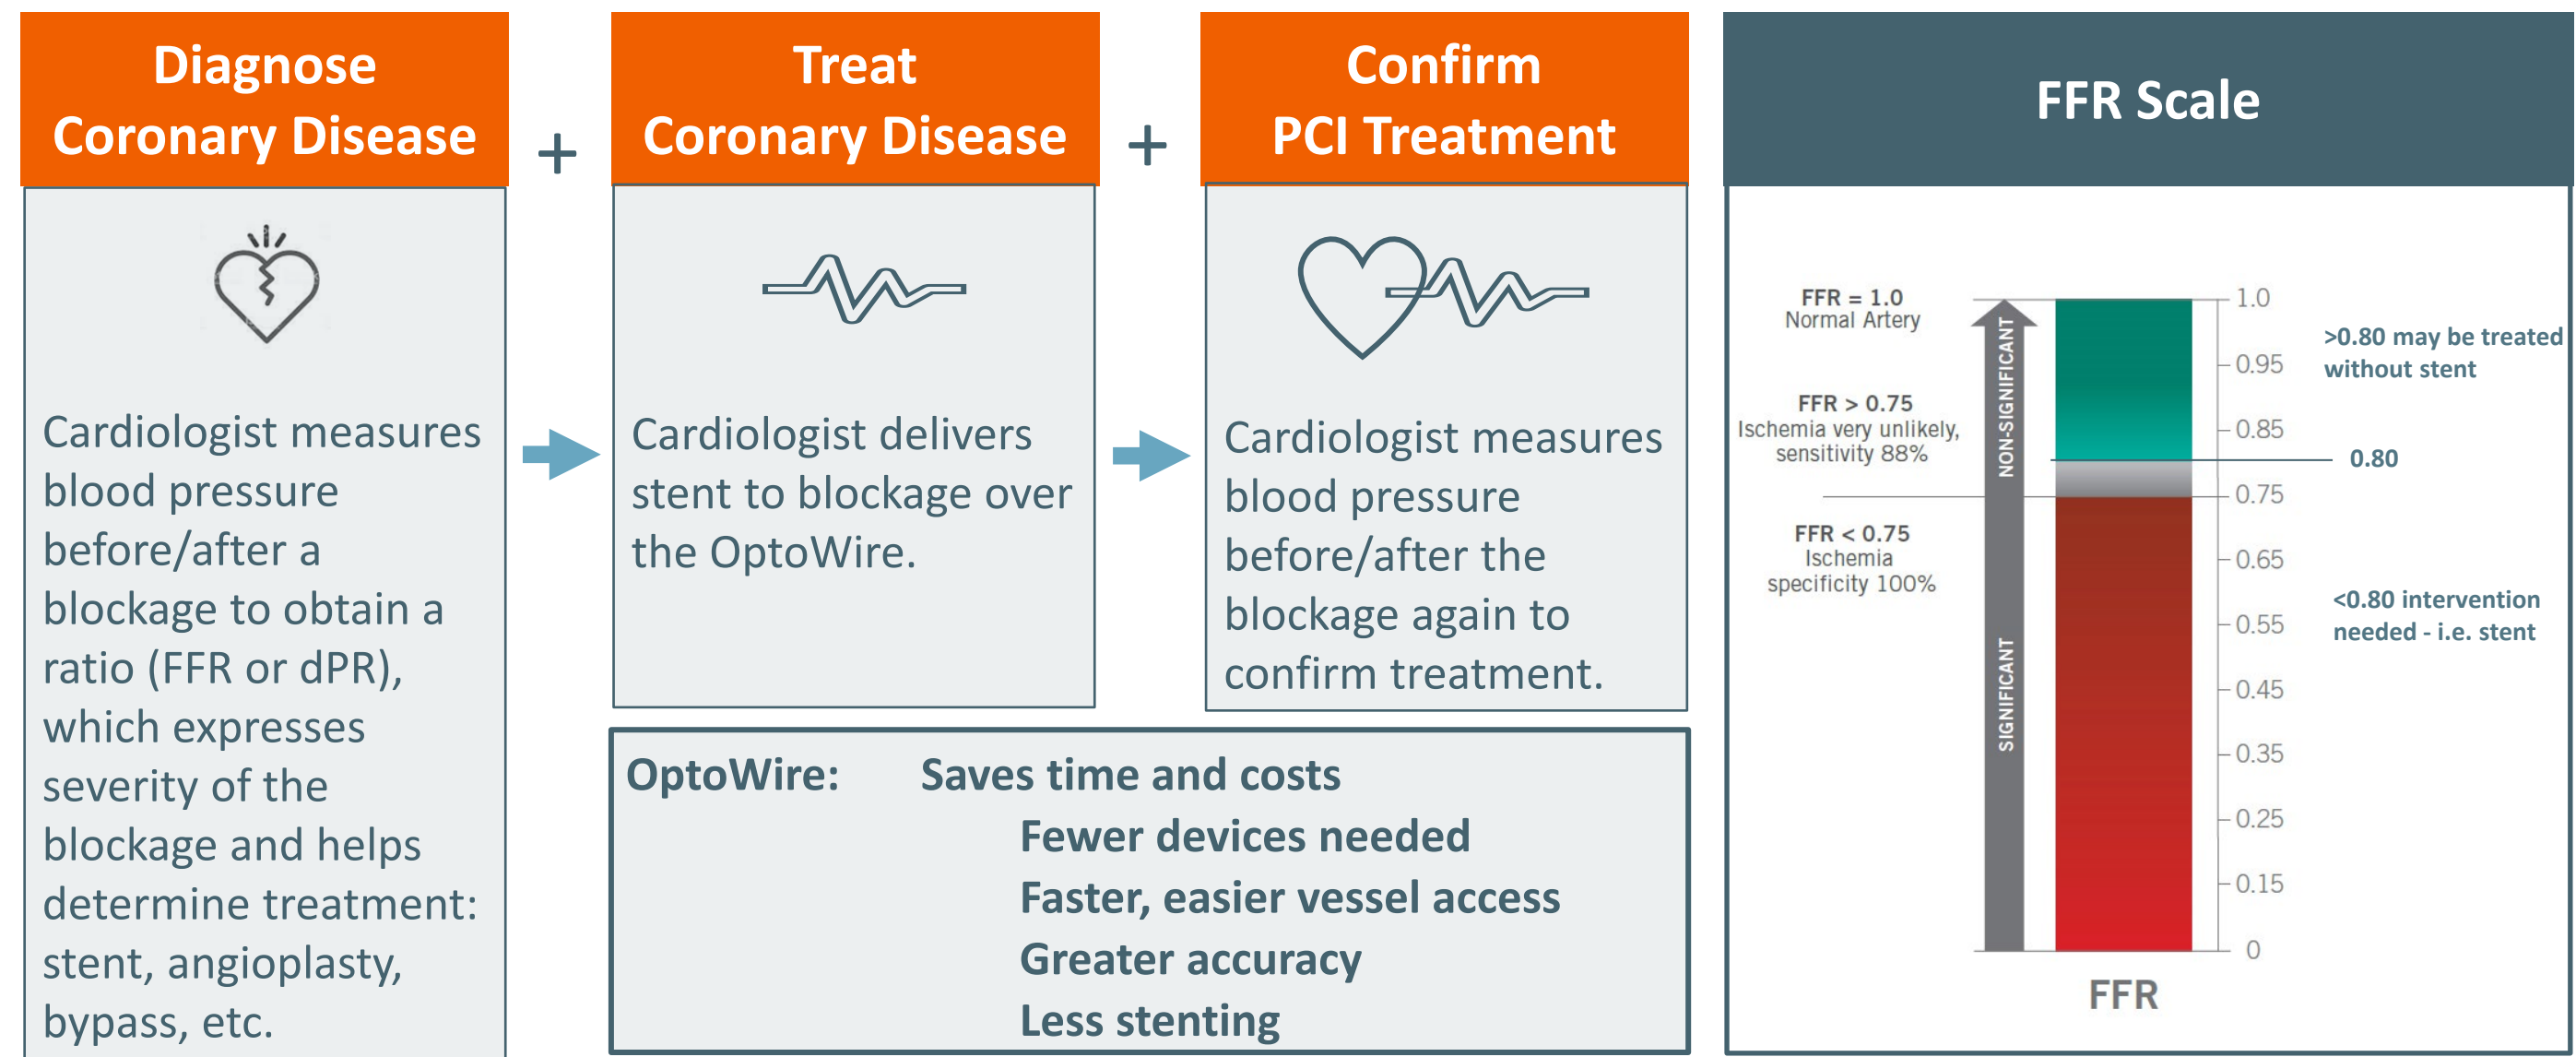 Diagnose
Coronary Disease
+
Treat
Coronary Disease
+
Confirm
PCI Treatment
Cardiologist measures
blood pressure
before/after a
blockage to obtain a
ratio (FFR or dPR),
which expresses
severity of the
blockage and helps
determine treatment:
stent, angioplasty,
bypass, etc.
Cardiologist delivers
stent to blockage over
the OptoWire.
Cardiologist measures
blood pressure
before/after the
blockage again to
confirm treatment.
OptoWire: Saves time and costs
Fewer devices needed
Faster, easier vessel access
Greater accuracy
Less stenting
FFR Scale
FFR = 1.0
Normal Artery
FFR > 0.75
Ischemia very unlikely,
sensitivity 88%
FFR < 0.75
Ischemia
specificity 100%
NON-SIGNIFICANT
SIGNIFICANT
1.0
0.95
0.85
0.80
0.75
0.65
0.55
0.45
0.35
0.25
0.15
0
>0.80 may be treated
without stent
<0.80 intervention
needed - i.e. stent
FFR